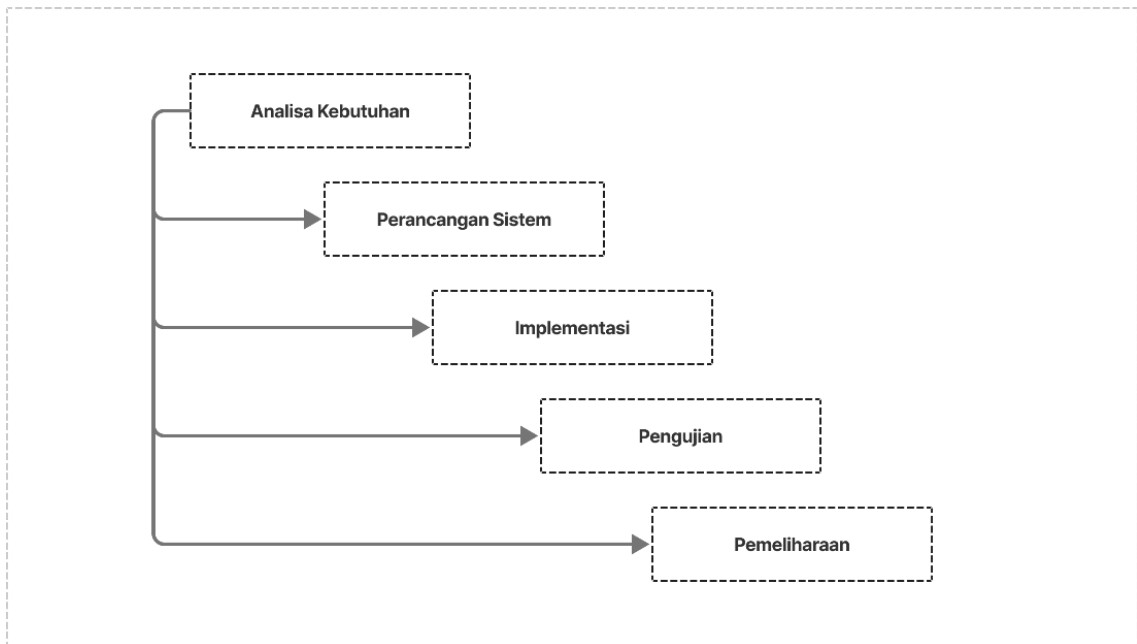 Analisa Kebutuhan
Perancangan Sistem
Implementasi
Pengujian
Pemeliharaan